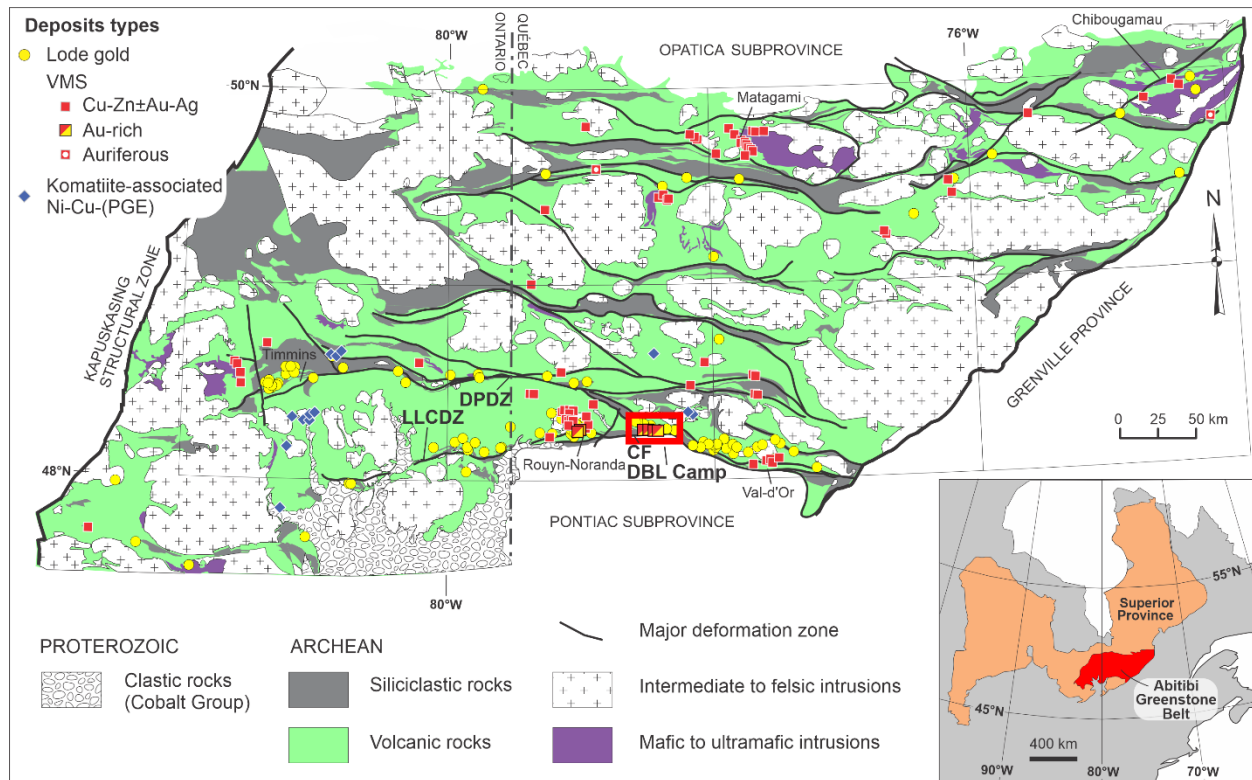 Deposits types
Lode gold
VMS
Cu-Zn±Au-Ag
Au-rich
Auriferous
Komatiite-associated
Ni-Cu-(PGE)
80°W
ONTARIO
QUÉBEC
50°N
OPATICA SUBPROVINCE
76°W
Chibougamau
Matagami
N
KAPUSKASING
STRUCTURAL ZONE
Timmins
DPDZ
LLCDZ
GRENVILLE PROVINCE
0 25 50 km
Rouyn-Noranda
CF
DBL Camp
Val-d'Or
48°N
PONTIAC SUBPROVINCE
80°W
PROTEROZOIC
Clastic rocks
(Cobalt Group)
ARCHEAN
Siliciclastic rocks
Volcanic rocks
Major deformation zone
Intermediate to felsic intrusions
Mafic to ultramafic intrusions
55°N
Superior
Province
45°N
Abitibi
Greenstone
Belt
400 km
90°W
80°W
70°W